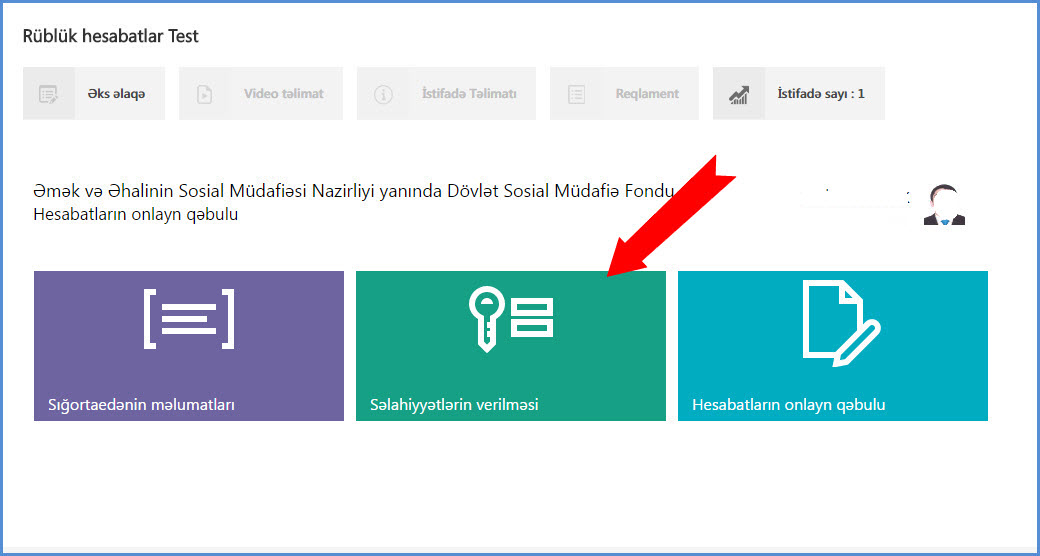 Rüblük hesabatlar Test
Əks əlaqə
Video təlimat
İstifadə Təlimatı
Reqlament
İstifadə sayı : 1
Əmək və Əhalinin Sosial Müdafiəsi Nazirliyi yanında Dövlət Sosial Müdafiə Fondu
Hesabatların onlayn qəbulu
Sığortaedənin məlumatları
Səlahiyyətlərin verilməsi
Hesabatların onlayn qəbulu